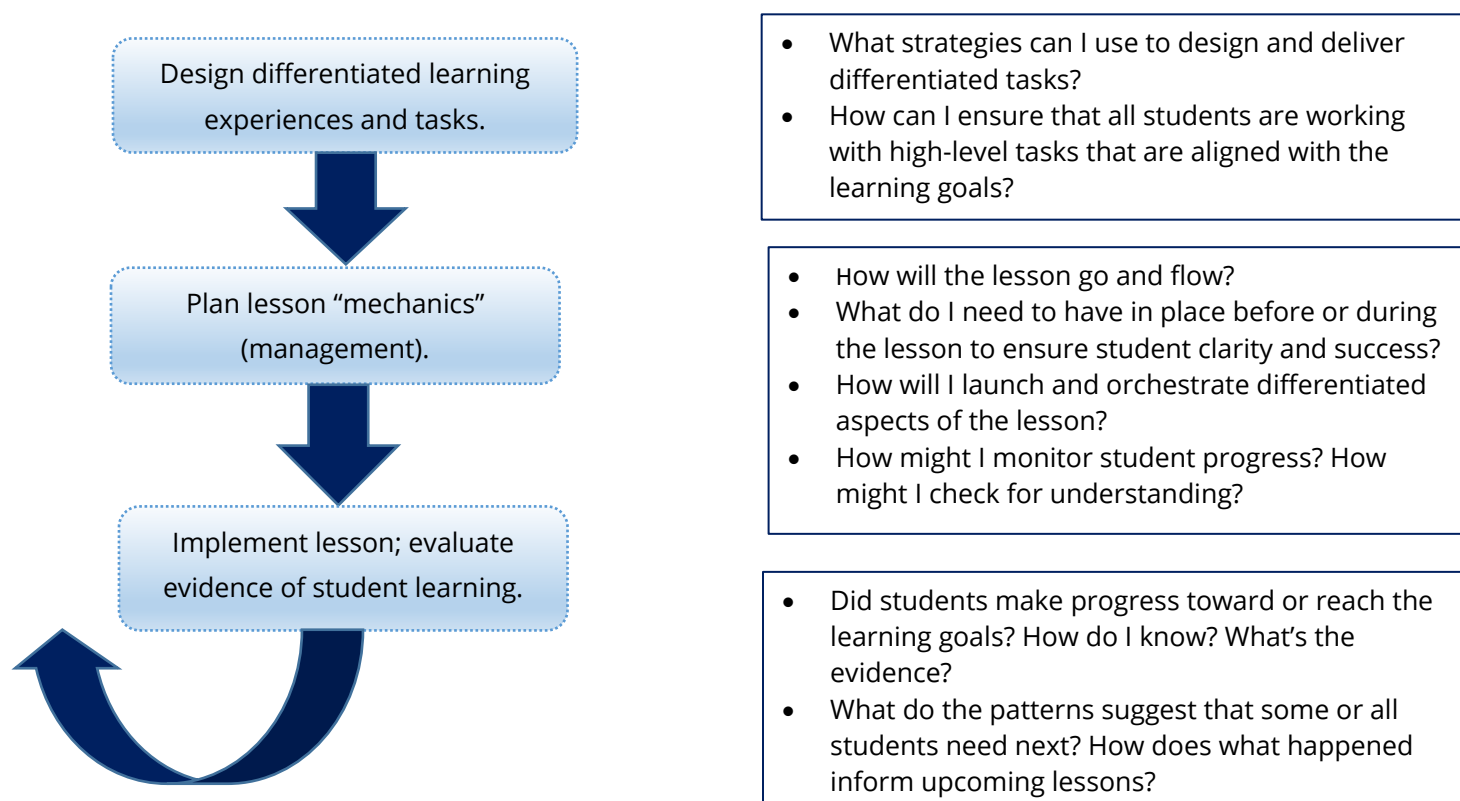 Design differentiated learning
experiences and tasks.
• What strategies can I use to design and deliver
differentiated tasks?
• How can I ensure that all students are working
with high-level tasks that are aligned with the
learning goals?
Plan lesson “mechanics”
(management).
• How will the lesson go and flow?
• What do I need to have in place before or during
the lesson to ensure student clarity and success?
• How will I launch and orchestrate differentiated
aspects of the lesson?
• How might I monitor student progress? How
might I check for understanding?
Implement lesson; evaluate
evidence of student learning.
• Did students make progress toward or reach the
learning goals? How do I know? What’s the
evidence?
• What do the patterns suggest that some or all
students need next? How does what happened
inform upcoming lessons?